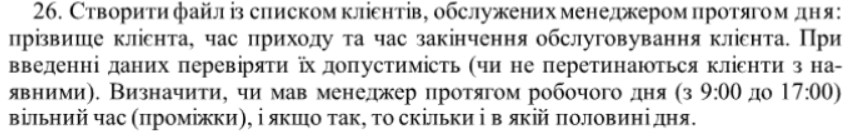 26. Створити файл із списком клієнтів, обслужених менеджером протягом дня:
прізвище клієнта, час приходу та час закінчення обслуговування клієнта. При
введенні даних перевіряти їх допустимість (чи не перетинаються клієнти з на-
явними). Визначити, чи мав менеджер протягом робочого дня (з 9:00 до 17:00)
вільний час (проміжки), і якщо так, то скільки і в якій половині дня.